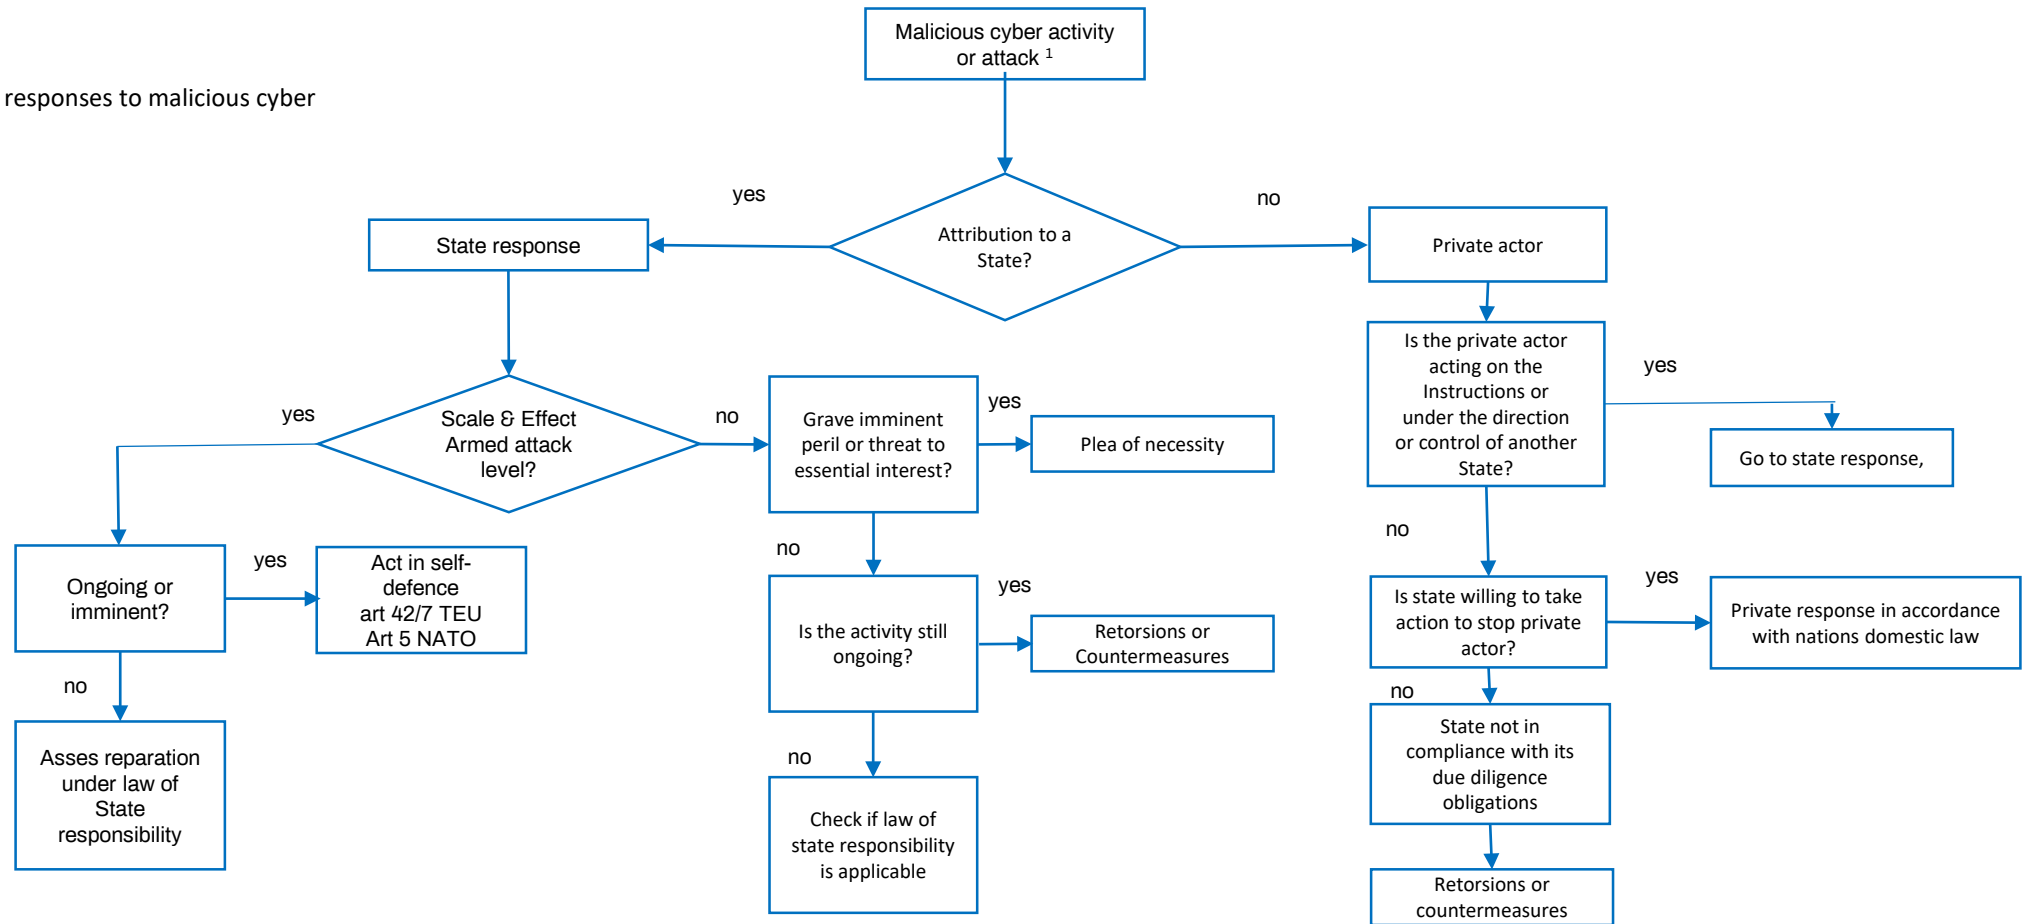 Malicious cyber activity
or attack 1
responses to malicious cyber
yes
no
State response
Attribution to a
State?
Private actor
Is the private actor
acting on the
Instructions or
under the direction
or control of another
State?
yes
Go to state response,
yes
Scale & Effect
Armed attack
level?
no
Grave imminent
peril or threat to
essential interest?
yes
Plea of necessity
no
no
Ongoing or
imminent?
yes
Act in self-
defence
art 42/7 TEU
Art 5 NATO
Is the activity still
ongoing?
yes
Retorsions or
Countermeasures
Is state willing to take
action to stop private
actor?
yes
Private response in accordance
with nations domestic law
no
no
no
Asses reparation
under law of
State
responsibility
Check if law of
state responsibility
is applicable
State not in
compliance with its
due diligence
obligations
Retorsions or
countermeasures